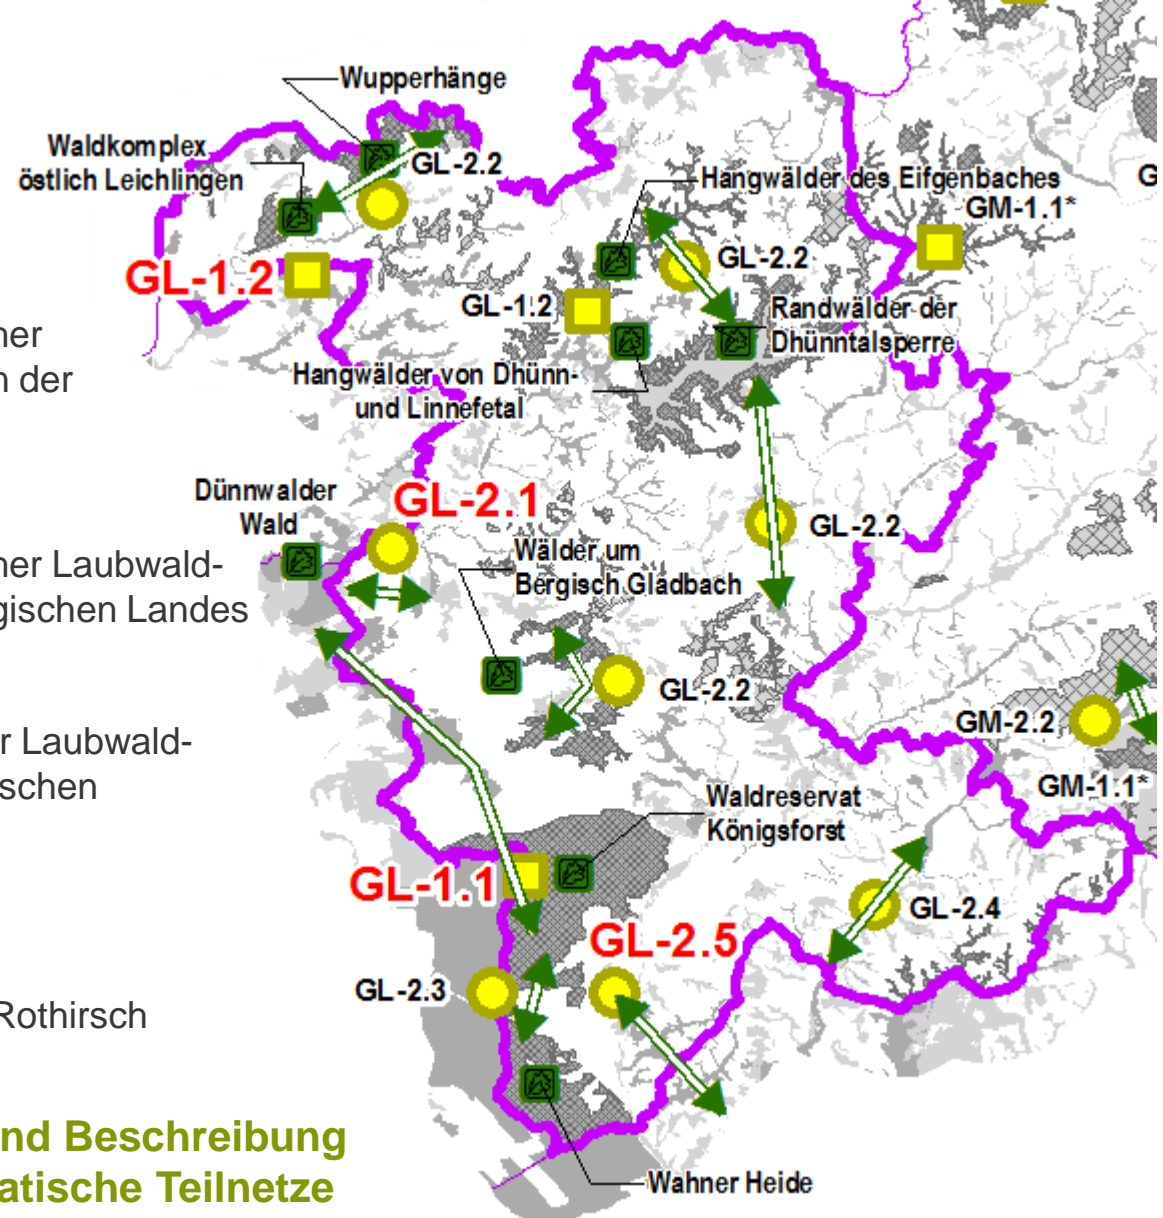 Wupperhänge
Waldkomplex
östlich Leichlingen
GL-2.2
Hangwälder des Eifgenbaches
G
GM-1.1*
GL-1.2
GL-2.2
GL-1.2
Randwälder der
Dhünntalsperre
ner
n der
Hangwälder von Dhünn-
und Linnefetal
Dünnwalder
Wald
GL-2.1
GL-2.2
Wälder um
Bergisch Gladbach
ner Laubwald-
gischen Landes
GL-2.2
GM-2.2
r Laubwald-
schen
GM-1.1*
Waldreservat
Königsforst
GL-1.1
GL-2.4
GL-2.5
GL-2.3
Rothirsch
nd Beschreibung
atische Teilnetze
Wahner Heide